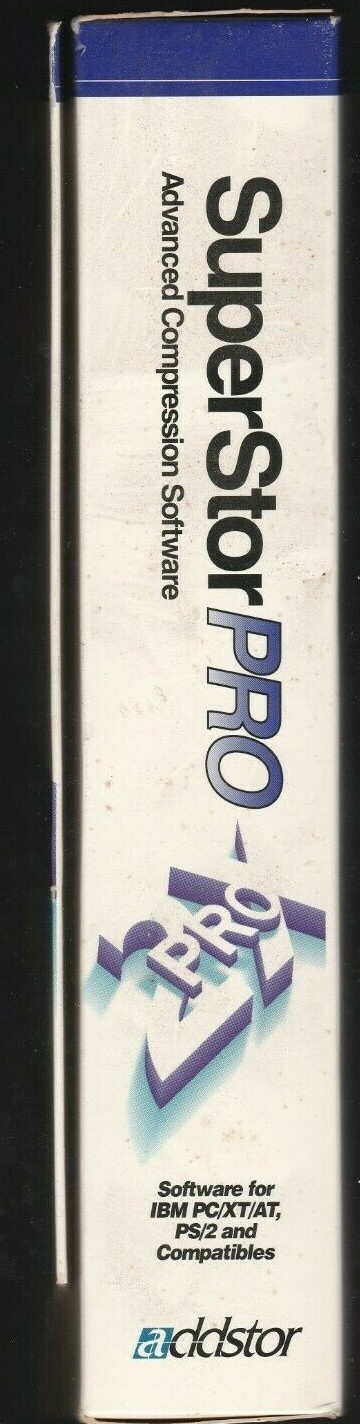 SuperStor PRO
Advanced Compression Software
PRO
Software for
IBM PC/XT/AT,
PS/2 and
Compatibles
addstor